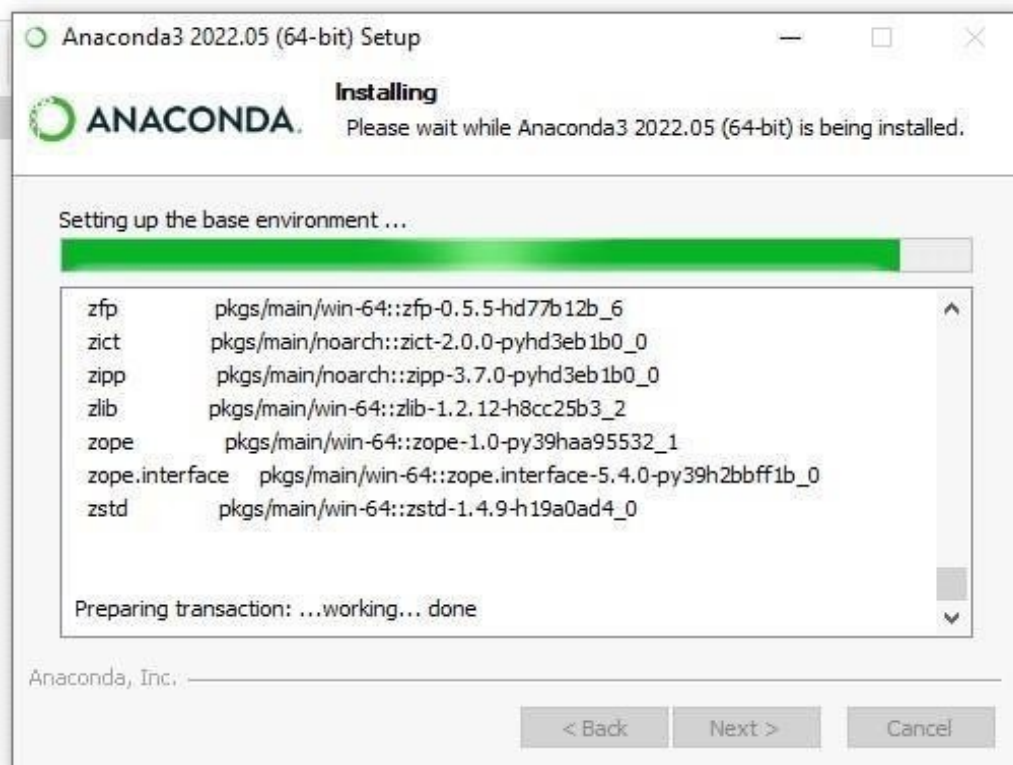 Anaconda3 2022.05 (64-bit) Setup
ANACONDA.
Installing
Please wait while Anaconda3 2022.05 (64-bit) is being installed.
Setting up the base environment ...
zfp pkgs/main/win-64::zfp-0.5.5-hd77b12b_6
zict pkgs/main/noarch::zict-2.0.0-pyhd3eb1b0_0
zipp pkgs/main/noarch::zipp-3.7.0-pyhd3eb1b0_0
zlib pkgs/main/win-64::zlib-1.2.12-h8cc25b3_2
zope pkgs/main/win-64::zope-1.0-py39haa95532_1
zope.interface pkgs/main/win-64::zope.interface-5.4.0-py39h2bbff1b_0
zstd pkgs/main/win-64::zstd-1.4.9-h19a0ad4_0
Preparing transaction: ...working... done
Anaconda, Inc.
< Back Next > Cancel